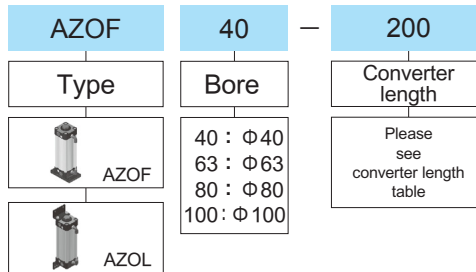 AZOF 40 — 200
Type
Bore
Converter
length
AZOF
AZOL
40 : Φ40
63 : Φ63
80 : Φ80
100: Φ100
Please
see
converter length
table